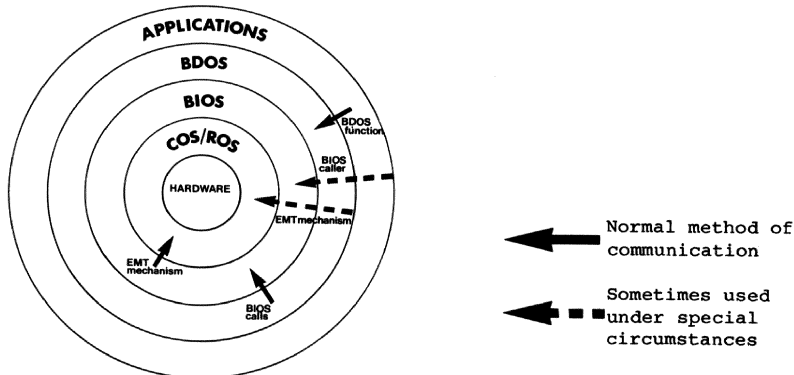 APPLICATIONS
BDOS
BIOS
COS/ROS
HARDWARE
BDOS
function
BIOS
caller
EMT mechanism
EMT
mechanism
BIOS
calls
Normal method of
communication
Sometimes used
under special
circumstances